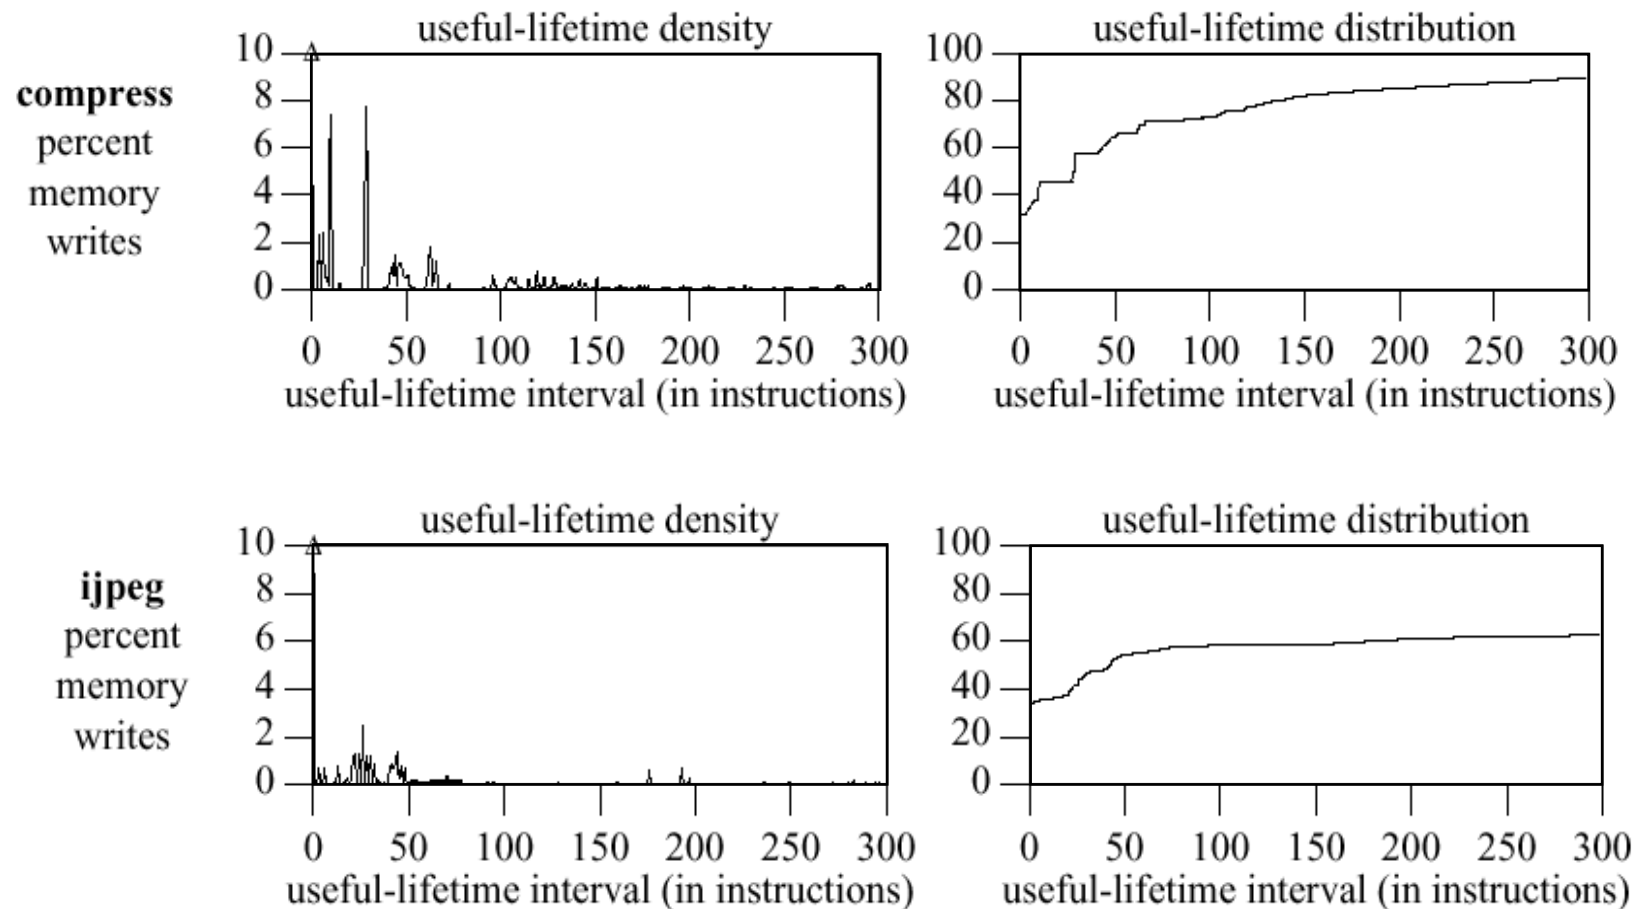 useful-lifetime density
useful-lifetime distribution
compress
percent
memory
writes
10
8
6
4
2
0
0 50 100 150 200 250 300
useful-lifetime interval (in instructions)
100
80
60
40
20
0
0 50 100 150 200 250 300
useful-lifetime interval (in instructions)
useful-lifetime density
useful-lifetime distribution
ijpeg
percent
memory
writes
10
8
6
4
2
0
0 50 100 150 200 250 300
useful-lifetime interval (in instructions)
100
80
60
40
20
0
0 50 100 150 200 250 300
useful-lifetime interval (in instructions)